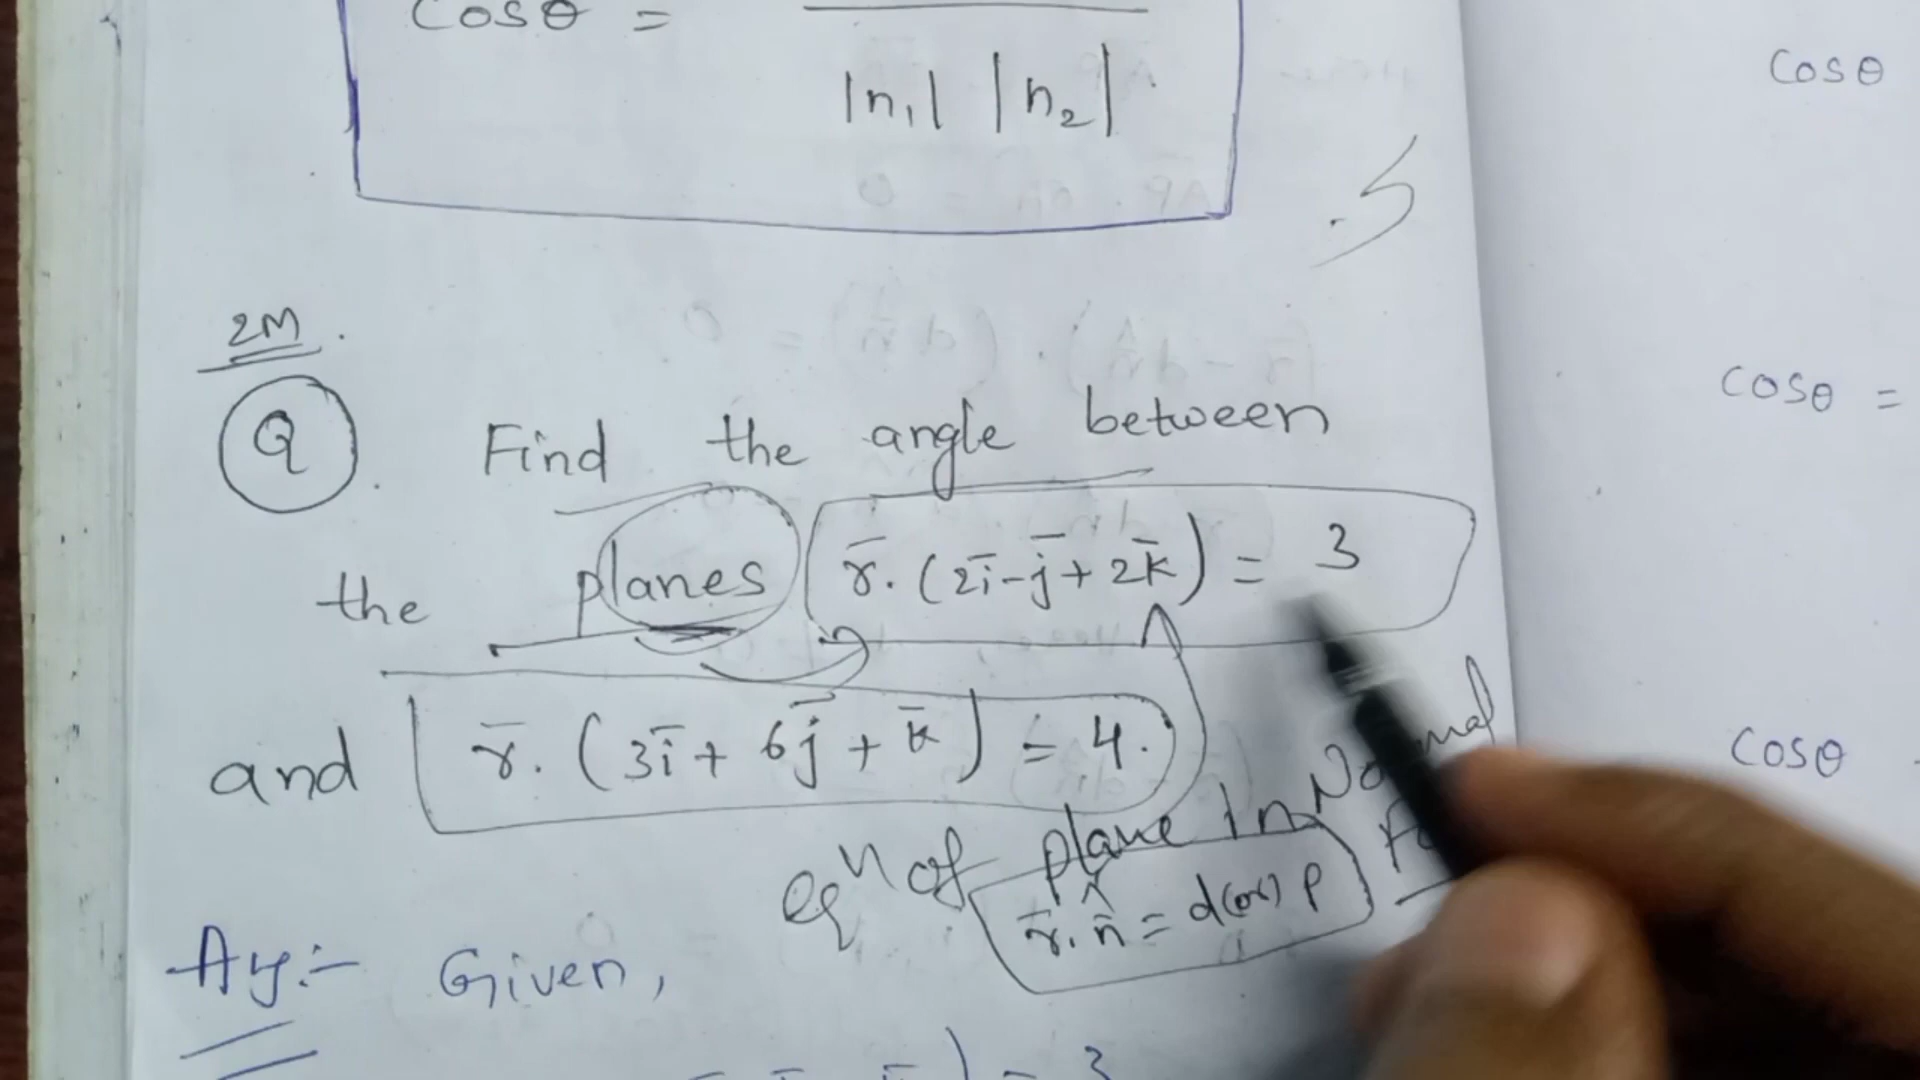 Cosθ =
|n₁| |n₂|
2M.
Q. Find the angle between
the planes r̄.(2ī-j̄+2k̄) = 3
and r̄.(3ī+6j̄+k̄) = 4.
eqⁿ of plane In Normal
r̄.n̂ = d(or) p
Given,
= 3
Cosθ
Cosθ =
Cosθ